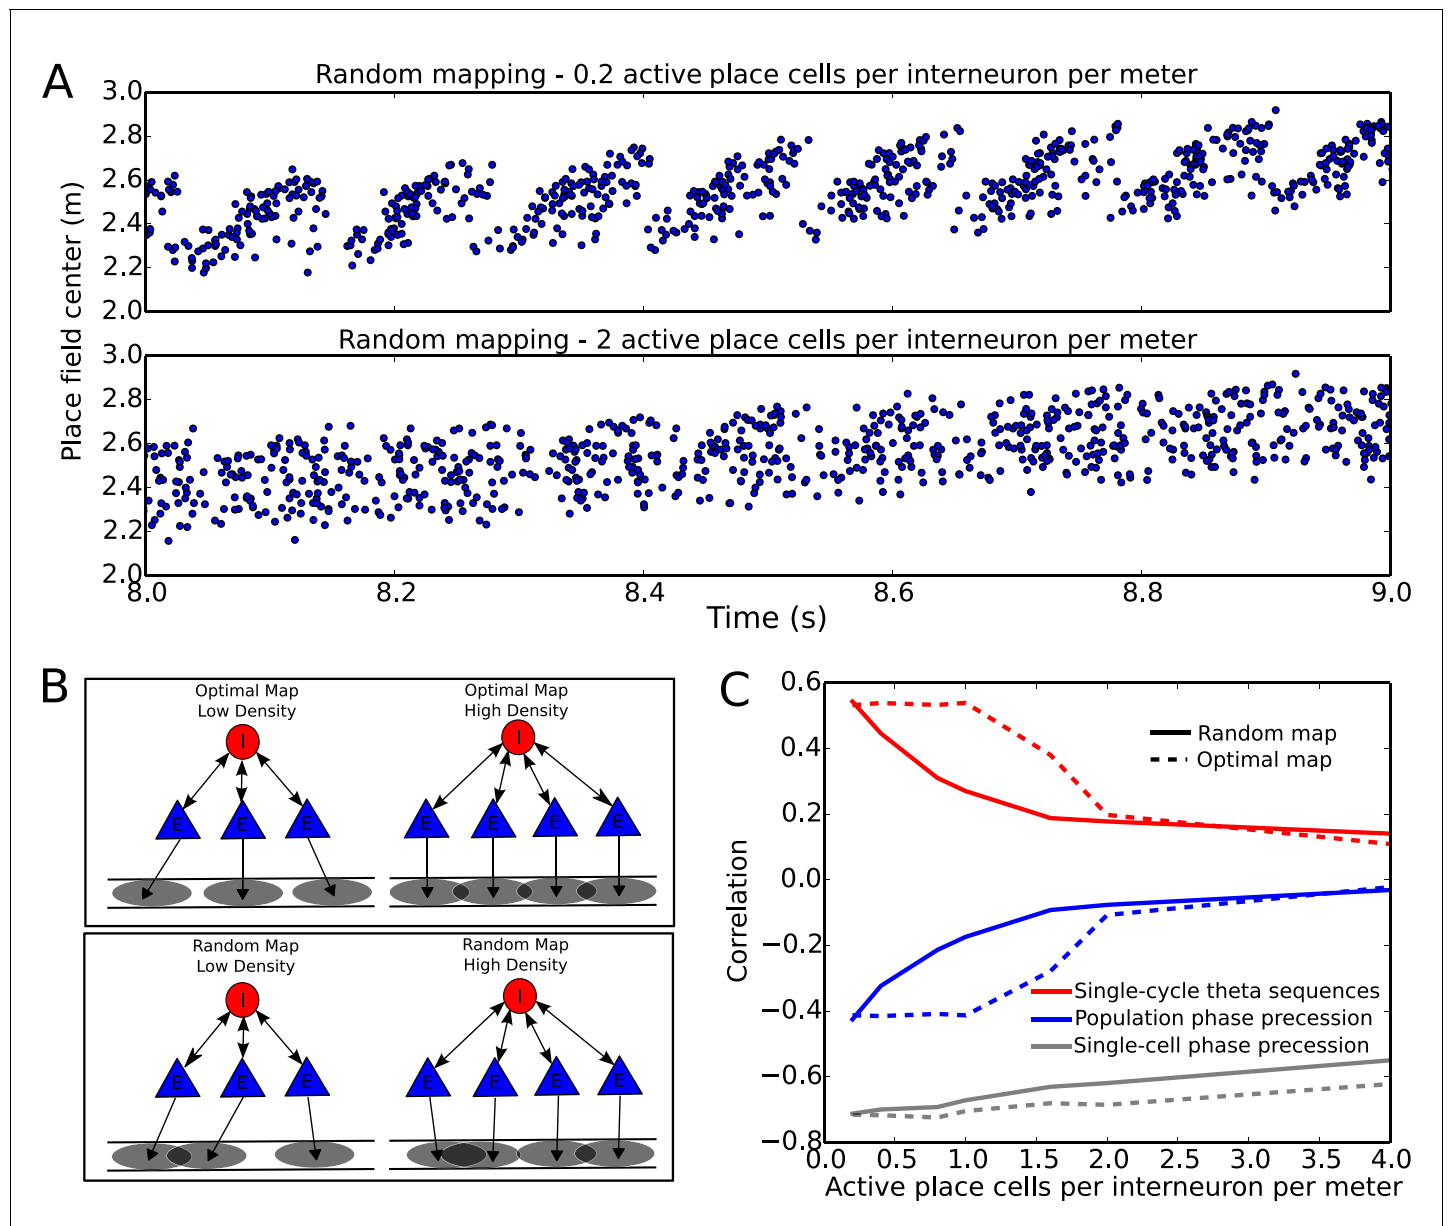 A
Random mapping - 0.2 active place cells per interneuron per meter
3.0
2.8
2.6
2.4
2.2
2.0
Random mapping - 2 active place cells per interneuron per meter
3.0
2.8
2.6
2.4
2.2
2.0
Place field center (m)
8.0 8.2 8.4 8.6 8.8 9.0
Time (s)
B
Optimal Map
Low Density
I
E E E
Optimal Map
High Density
I
E E E E
Random Map
Low Density
I
E E E
Random Map
High Density
I
E E E E
C
0.6
0.4
0.2
0.0
−0.2
−0.4
−0.6
−0.8
Correlation
Random map
Optimal map
Single-cycle theta sequences
Population phase precession
Single-cell phase precession
0.0 0.5 1.0 1.5 2.0 2.5 3.0 3.5 4.0
Active place cells per interneuron per meter